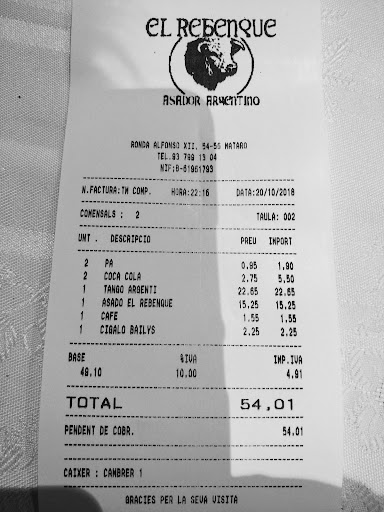 EL REBENQUE
ASADOR ARGENTINO
RONDA ALFONSO XII, 54-56 MATARO
TEL.93 799 13 04
NIF:B-61961793
N.FACTURA:TM COMP. HORA:22:16 DATA:20/10/2018
COMENSALS : 2 TAULA: 002
UNT . DESCRIPCIO PREU IMPORT
2 PA 0.95 1.90
2 COCA COLA 2.75 5.50
1 TANGO ARGENTI 22.65 22.65
1 ASADO EL REBENQUE 15.25 15.25
1 CAFE 1.55 1.55
1 CIGALO BAILYS 2.25 2.25
BASE %IVA IMP.IVA
49.10 10.00 4.91
TOTAL 54,01
PENDENT DE COBR. 54.01
CAIXER : CAMBRER 1
GRACIES PER LA SEVA VISITA